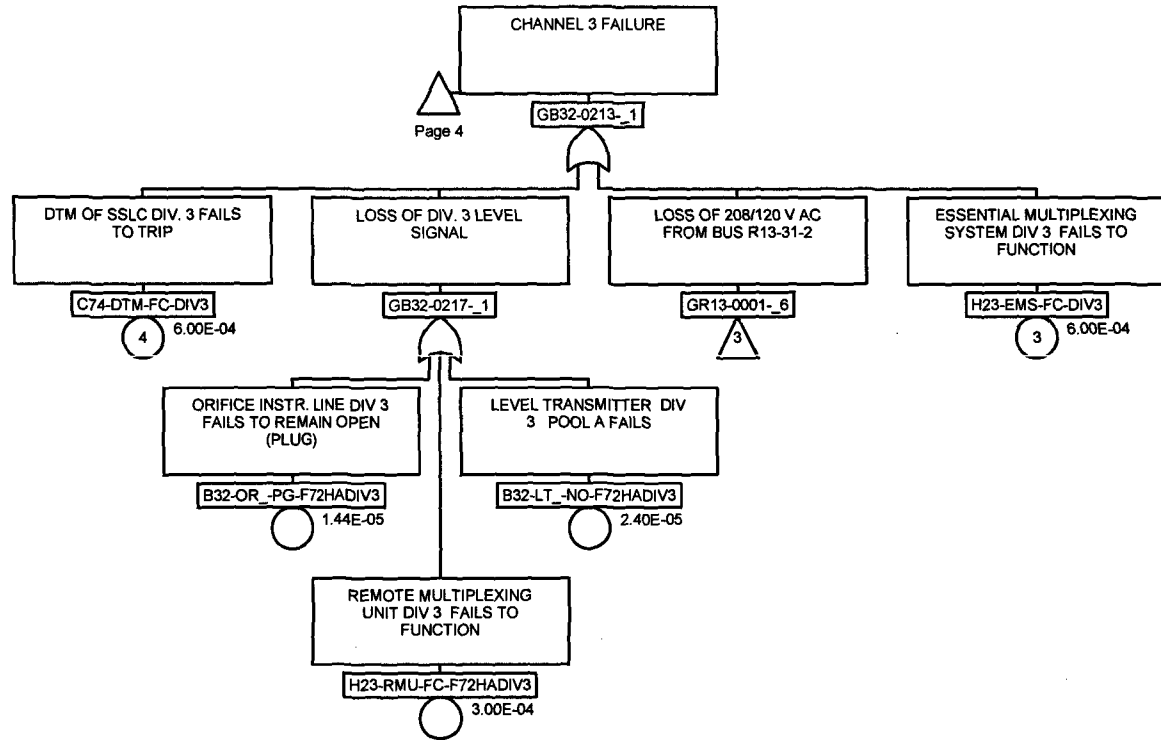 CHANNEL 3 FAILURE
Page 4
GB32-0213-_1
DTM OF SSLC DIV. 3 FAILS
TO TRIP
C74-DTM-FC-DIV3
4
6.00E-04
LOSS OF DIV. 3 LEVEL
SIGNAL
GB32-0217-_1
LOSS OF 208/120 V AC
FROM BUS R13-31-2
GR13-0001-_6
3
ESSENTIAL MULTIPLEXING
SYSTEM DIV 3 FAILS TO
FUNCTION
H23-EMS-FC-DIV3
3
6.00E-04
ORIFICE INSTR. LINE DIV 3
FAILS TO REMAIN OPEN
(PLUG)
B32-OR_-PG-F72HADIV3
1.44E-05
LEVEL TRANSMITTER DIV
3 POOL A FAILS
B32-LT_-NO-F72HADIV3
2.40E-05
REMOTE MULTIPLEXING
UNIT DIV 3 FAILS TO
FUNCTION
H23-RMU-FC-F72HADIV3
3.00E-04